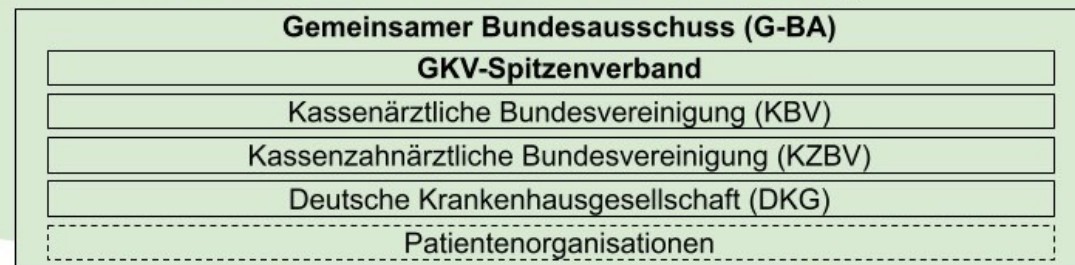 Gemeinsamer Bundesausschuss (G-BA)
GKV-Spitzenverband
Kassenärztliche Bundesvereinigung (KBV)
Kassenzahnärztliche Bundesvereinigung (KZBV)
Deutsche Krankenhausgesellschaft (DKG)
Patientenorganisationen